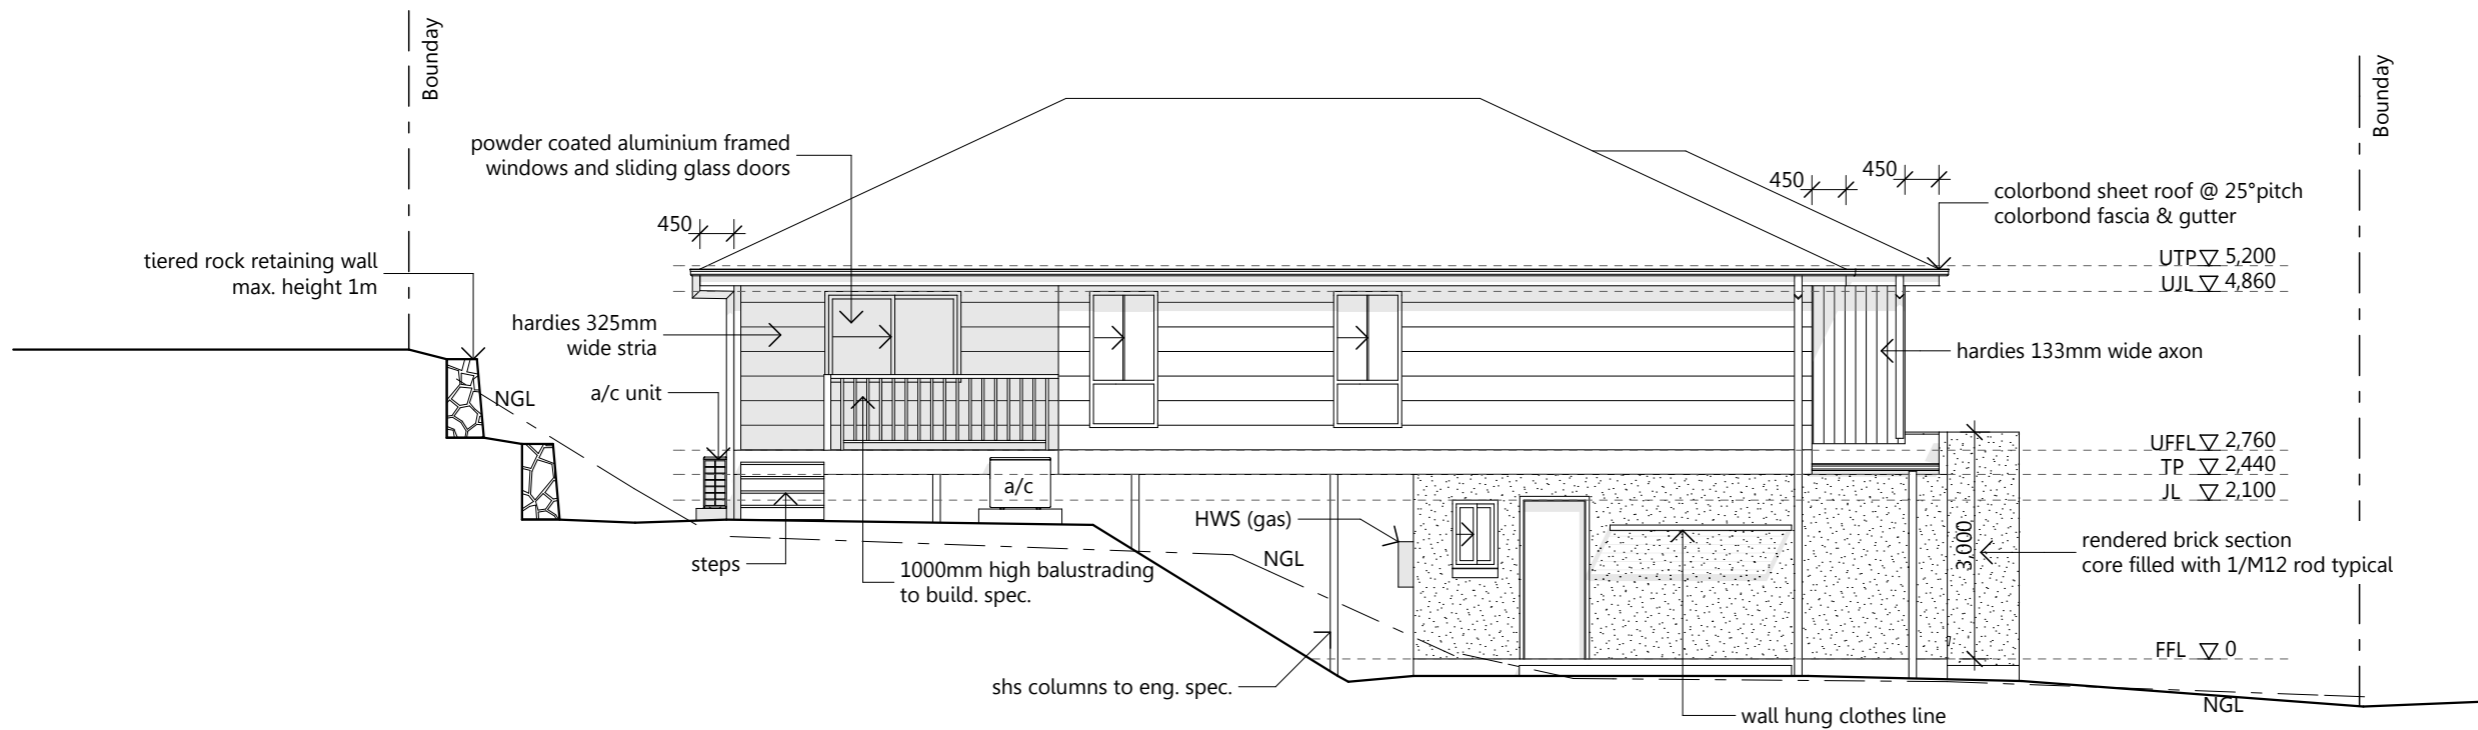 Bounday
Bounday
powder coated aluminium framed
windows and sliding glass doors
450
450
450
colorbond sheet roof @ 25°pitch
colorbond fascia & gutter
tiered rock retaining wall
max. height 1m
UTP 5,200
UJL 4,860
hardies 325mm
wide stria
hardies 133mm wide axon
a/c unit
NGL
UFFL 2,760
TP 2,440
JL 2,100
a/c
HWS (gas)
NGL
3,000
rendered brick section
core filled with 1/M12 rod typical
steps
1000mm high balustrading
to build. spec.
FFL 0
shs columns to eng. spec.
wall hung clothes line
NGL